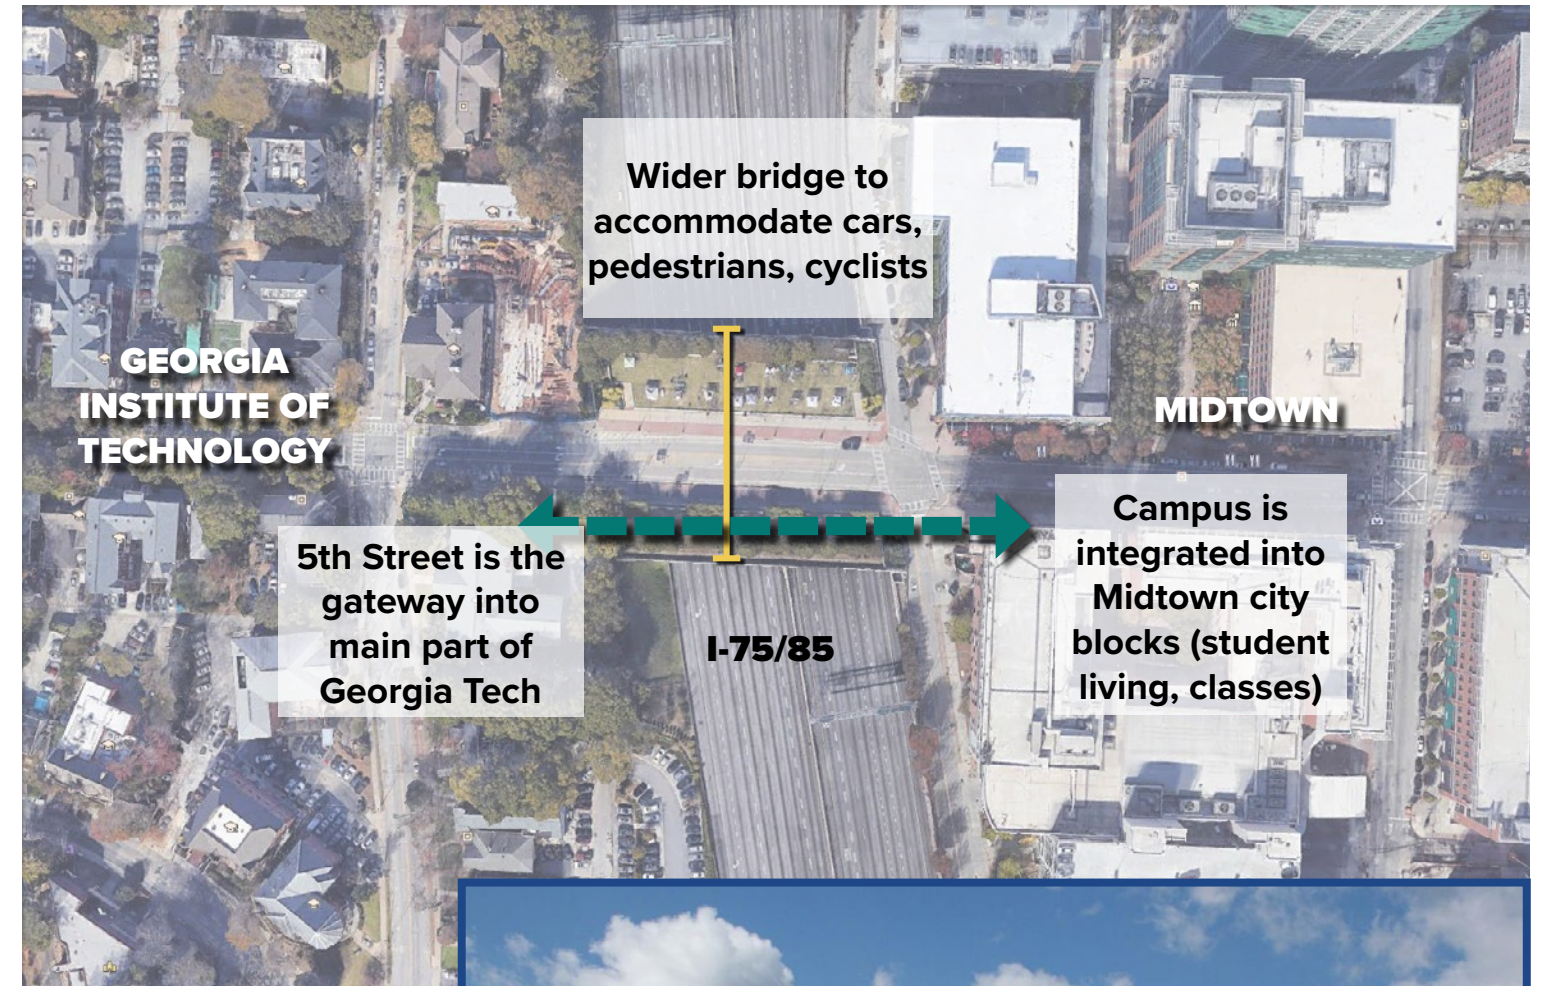 Wider bridge to
accommodate cars,
pedestrians, cyclists
GEORGIA
INSTITUTE OF
TECHNOLOGY
MIDTOWN
5th Street is the
gateway into
main part of
Georgia Tech
I-75/85
Campus is
integrated into
Midtown city
blocks (student
living, classes)